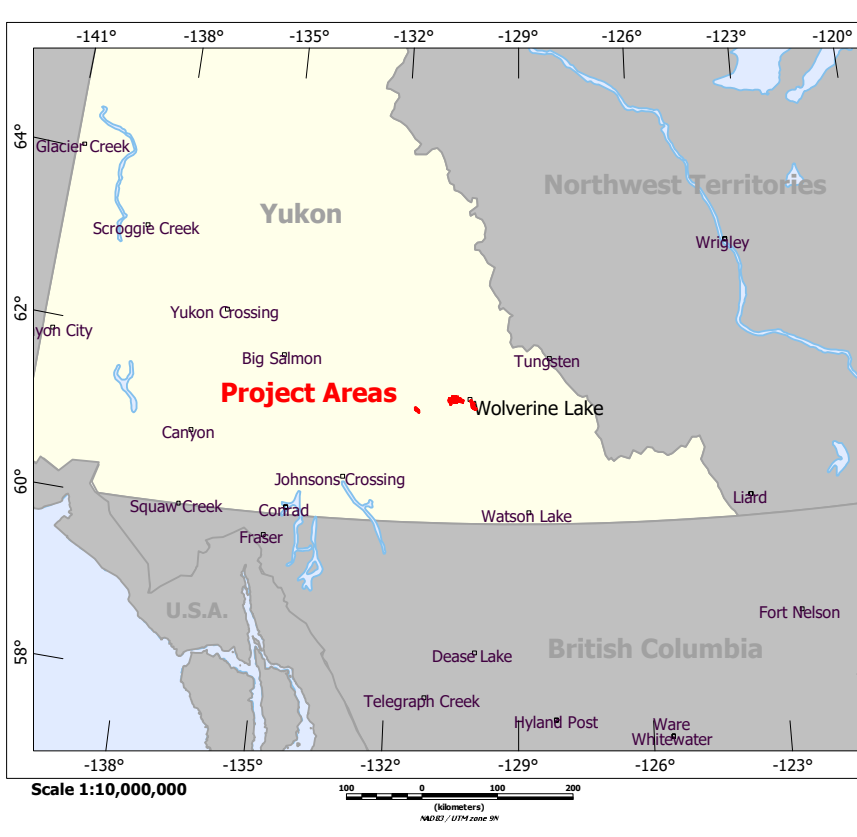 -141° -138° -135° -132° -129° -126° -123° -120°
64°
Glacier Creek
Northwest Territories
Yukon
Scroggie Creek
Wrigley
62°
Yukon Crossing
yon City
Big Salmon
Tungsten
Project Areas
Wolverine Lake
Canyon
60°
Johnsons Crossing
Liard
Squaw Creek
Conrad
Watson Lake
Fraser
U.S.A.
Fort Nelson
58°
British Columbia
Dease Lake
Telegraph Creek
Hyland Post
Ware
Whitewater
-138° -135° -132° -129° -126° -123°
Scale 1:10,000,000
100 0 100 200
(kilometers)
NAD83 / UTM zone 9N